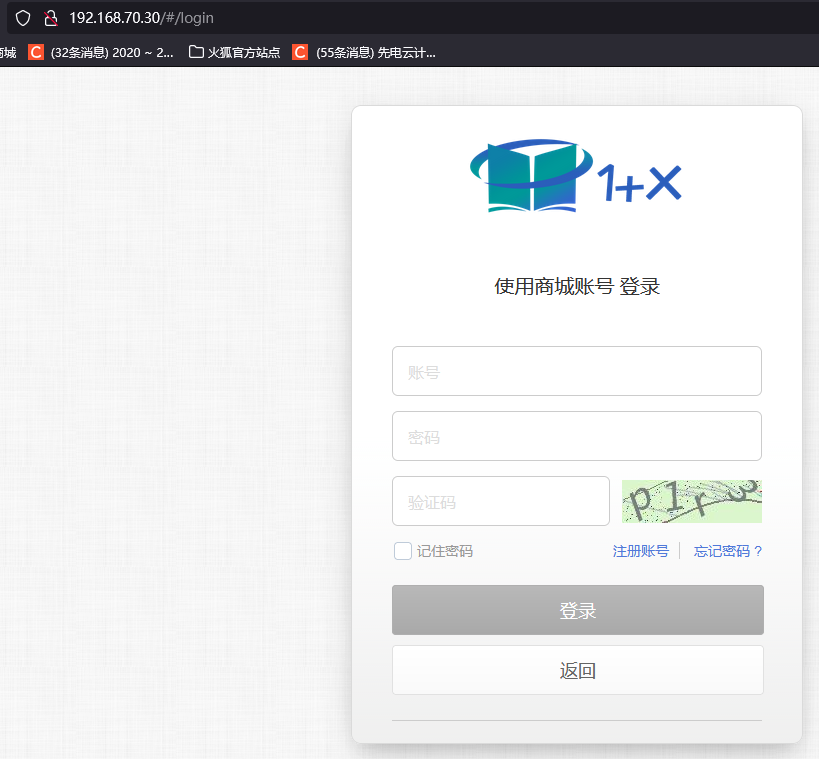 192.168.70.30/#/login
商城 (32条消息) 2020 ~ 2... 火狐官方站点 (55条消息) 先电云计...
1+X
使用商城账号 登录
账号
密码
验证码 p1rw
记住密码 注册账号 忘记密码 ?
登录
返回